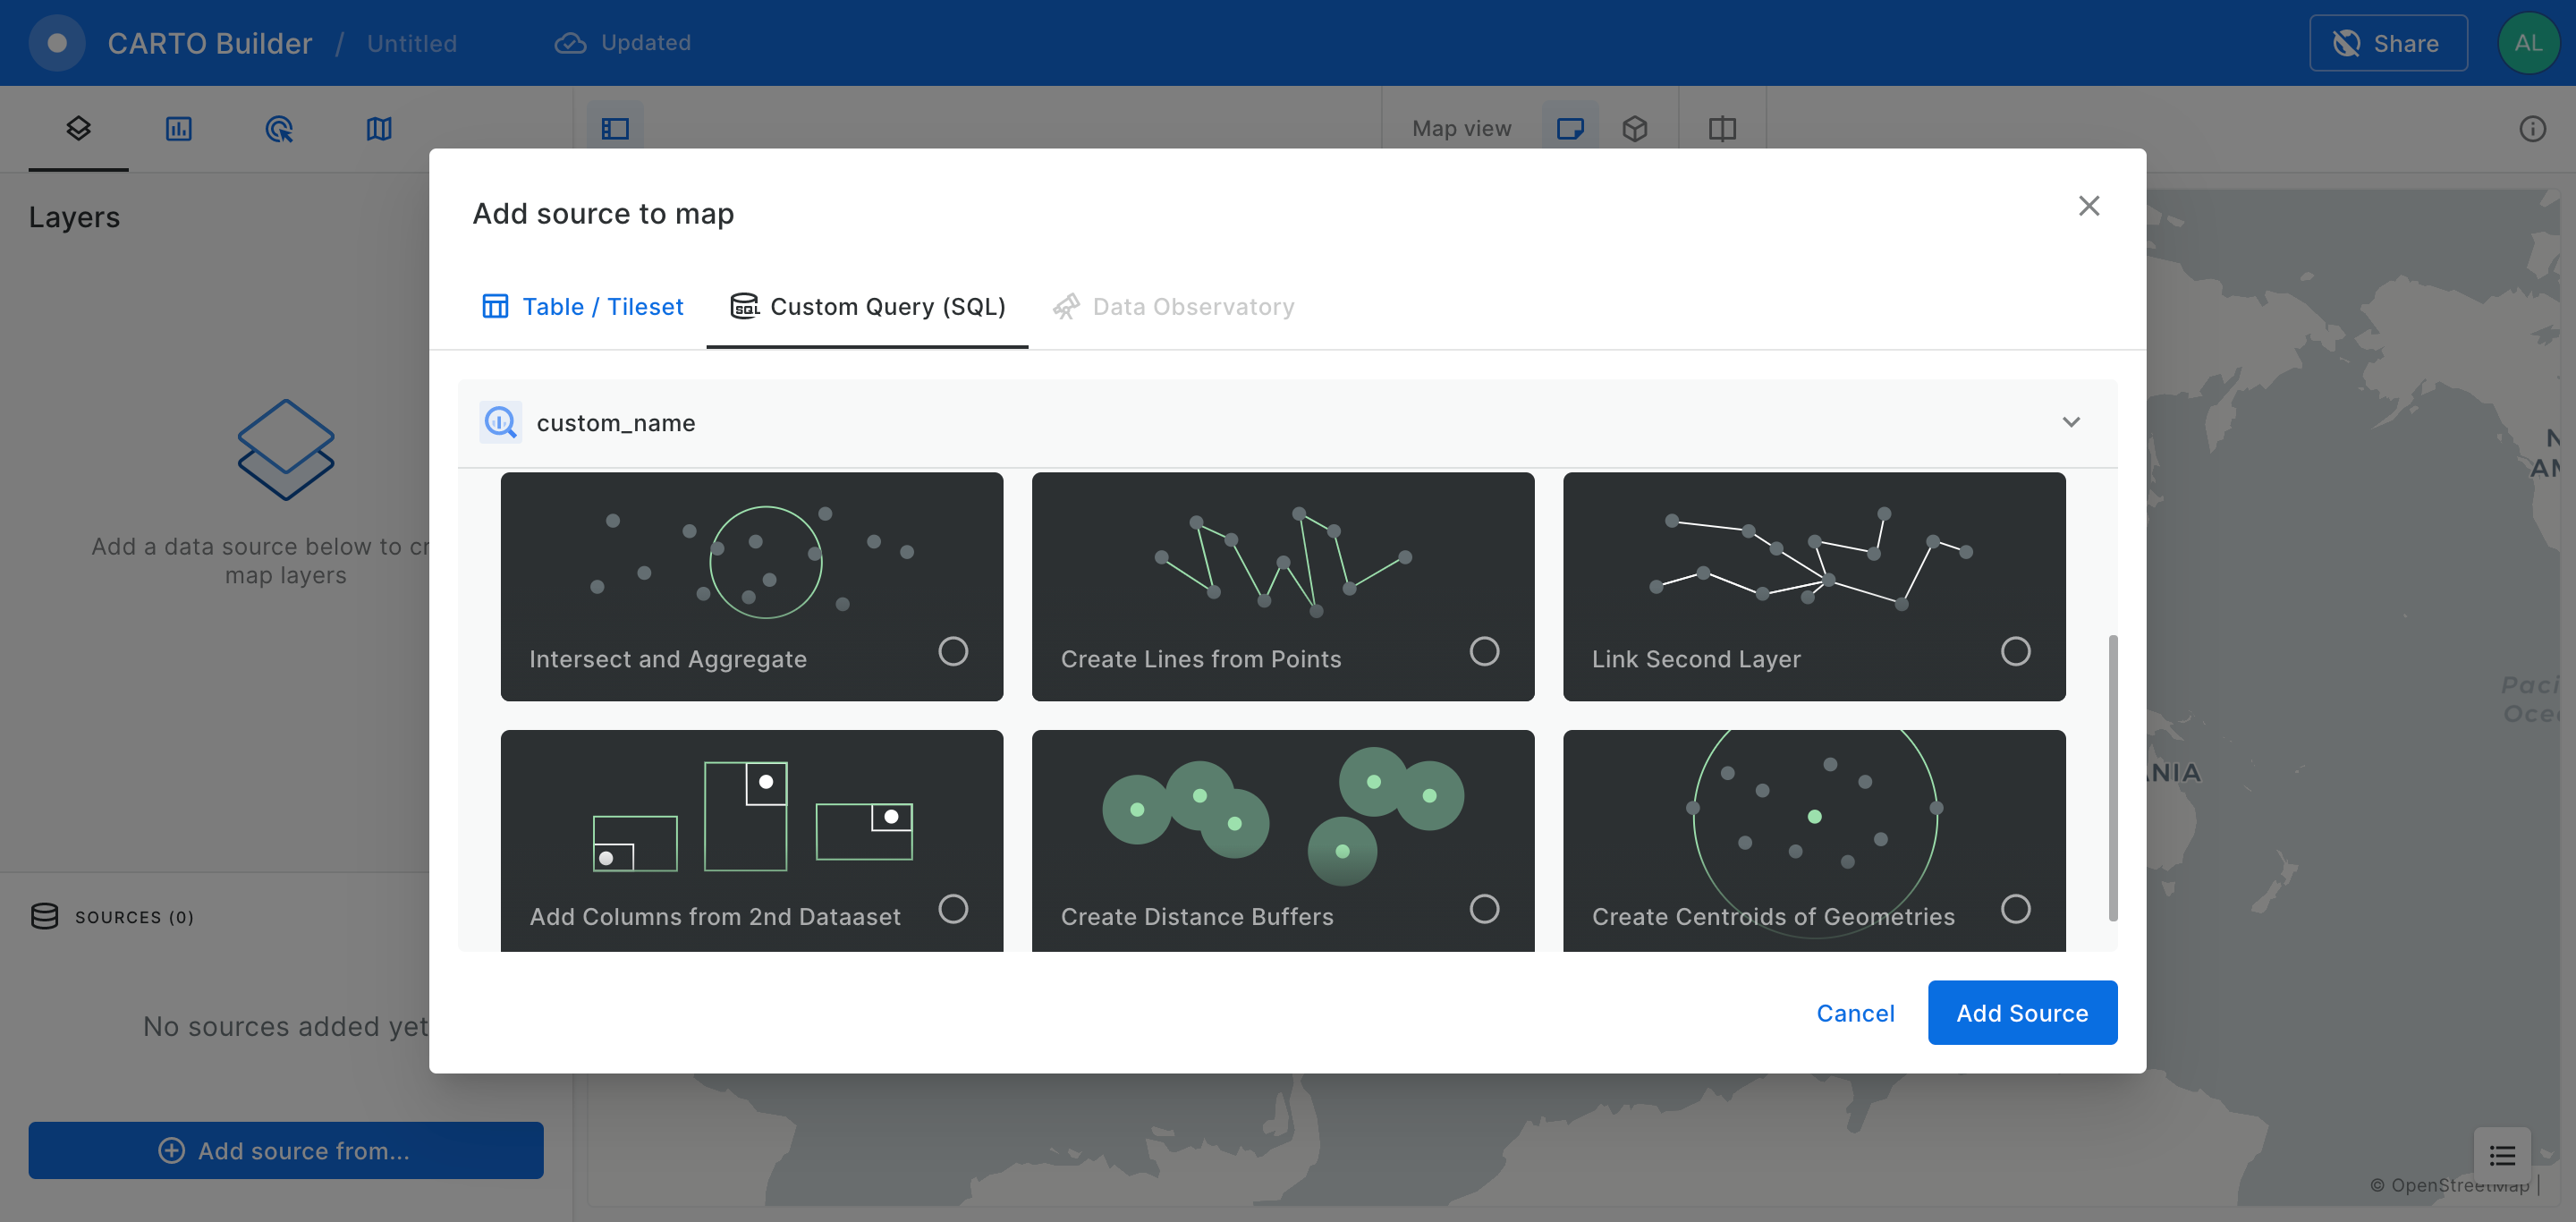 CARTO Builder / Untitled Updated Share AL
Map view
Layers
Add a data source below to cr
map layers
SOURCES (0)
No sources added yet
Add source from...
Add source to map
Table / Tileset Custom Query (SQL) Data Observatory
custom_name
Intersect and Aggregate Create Lines from Points Link Second Layer
Add Columns from 2nd Dataaset Create Distance Buffers Create Centroids of Geometries
Cancel Add Source
N
AN
Paci
Oce
ANIA
© OpenStreetMap |